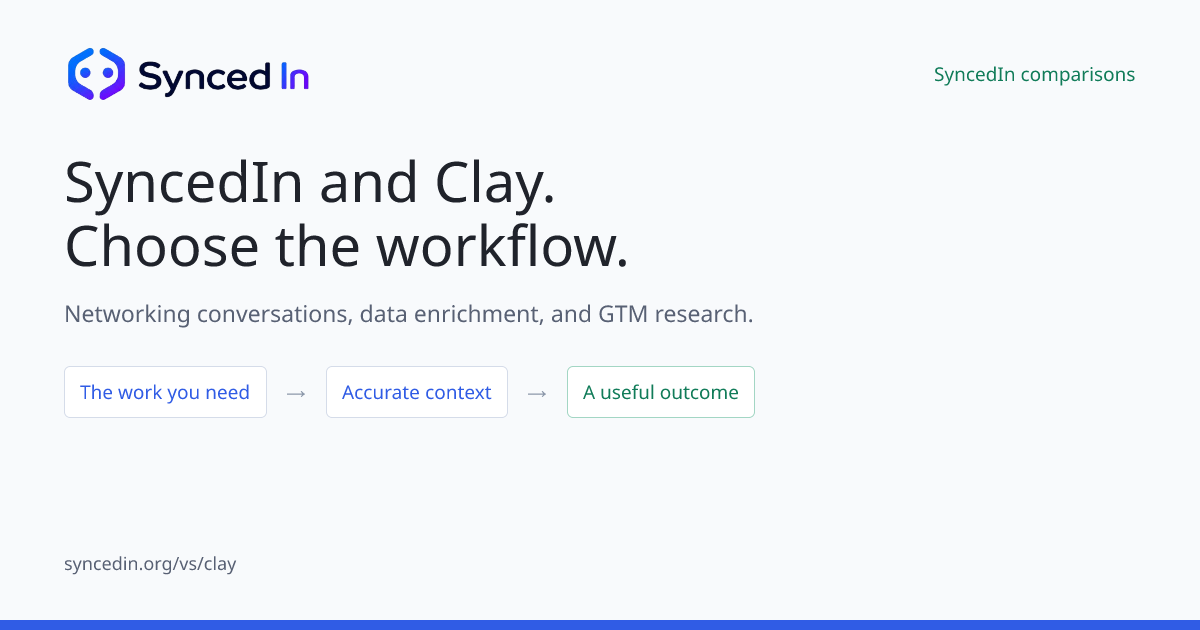 Synced In
SyncedIn comparisons
SyncedIn and Clay.
Choose the workflow.
Networking conversations, data enrichment, and GTM research.
The work you need → Accurate context → A useful outcome
syncedin.org/vs/clay